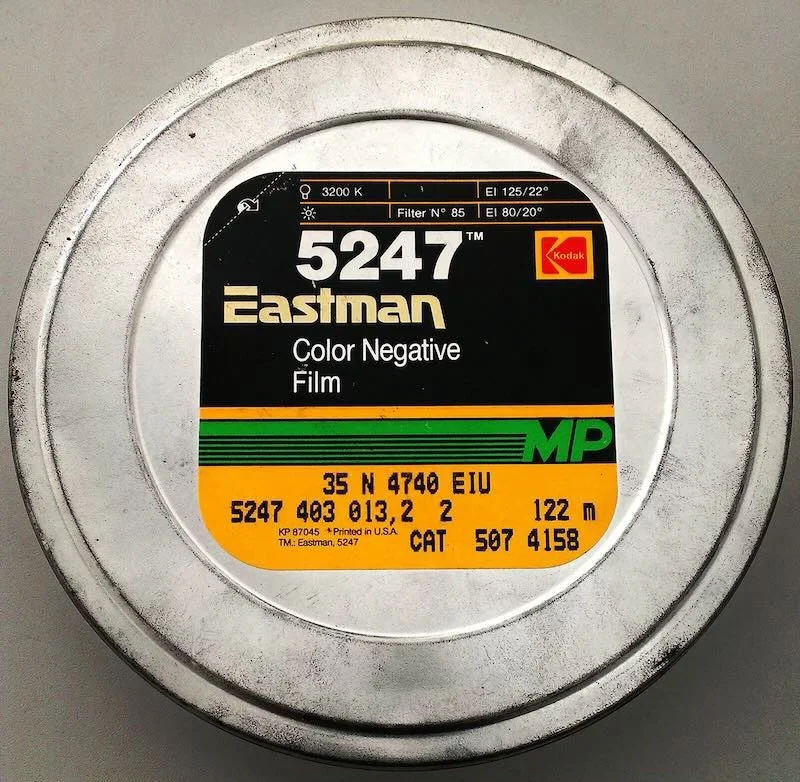 3200 K EI 125/22°
Filter N° 85 EI 80/20°
5247™
Kodak
Eastman
Color Negative
Film
MP
35 N 4740 EIU
5247 403 013,2 2 122 m
KP 87045 * Printed in U.S.A.
TM.: Eastman, 5247
CAT 507 4158